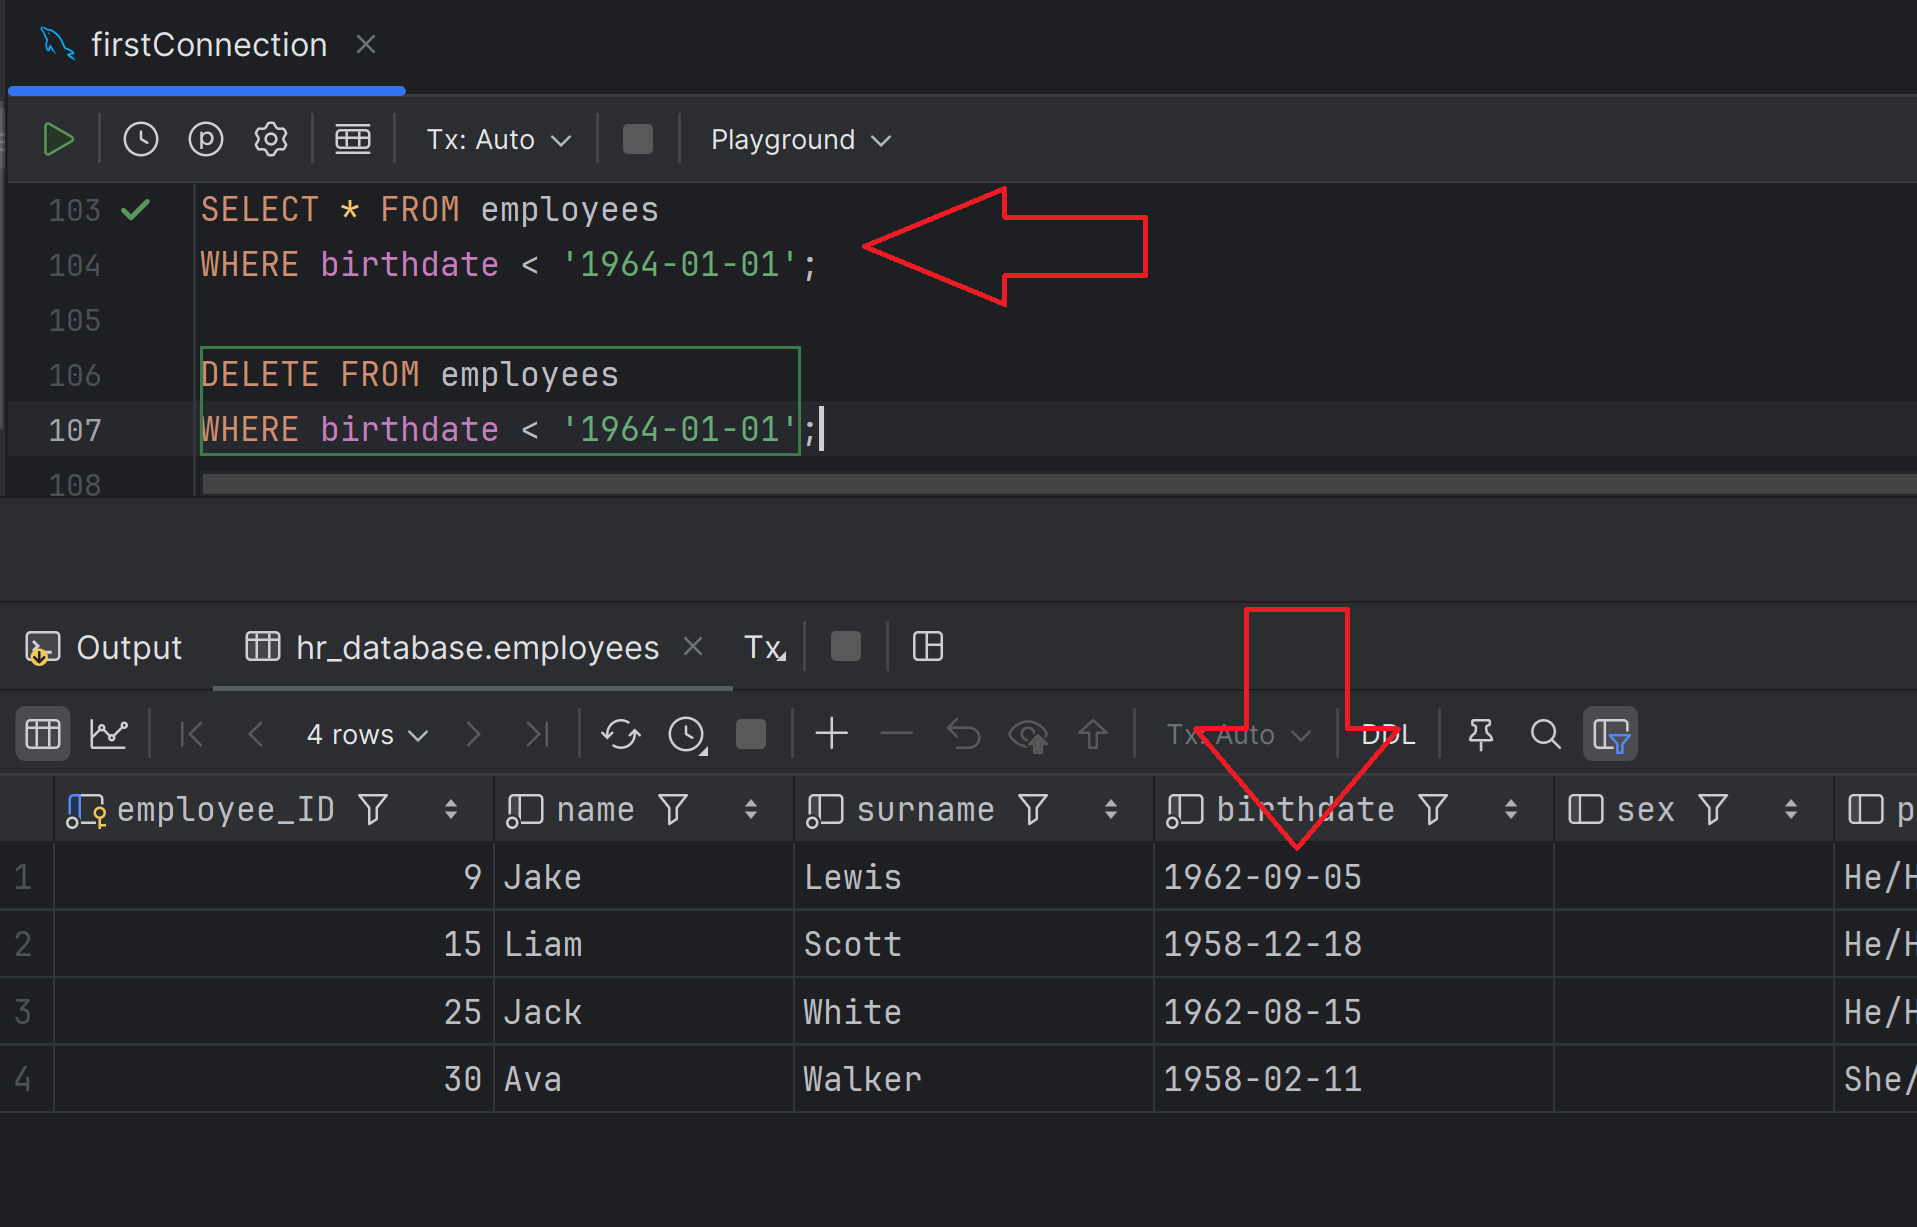 firstConnection
Tx: Auto Playground
103 SELECT * FROM employees
104 WHERE birthdate < '1964-01-01';
105
106 DELETE FROM employees
107 WHERE birthdate < '1964-01-01';
108
Output hr_database.employees Tx
4 rows Tx: Auto DDL
employee_ID name surname birthdate sex p
1 9 Jake Lewis 1962-09-05 He/H
2 15 Liam Scott 1958-12-18 He/H
3 25 Jack White 1962-08-15 He/H
4 30 Ava Walker 1958-02-11 She/